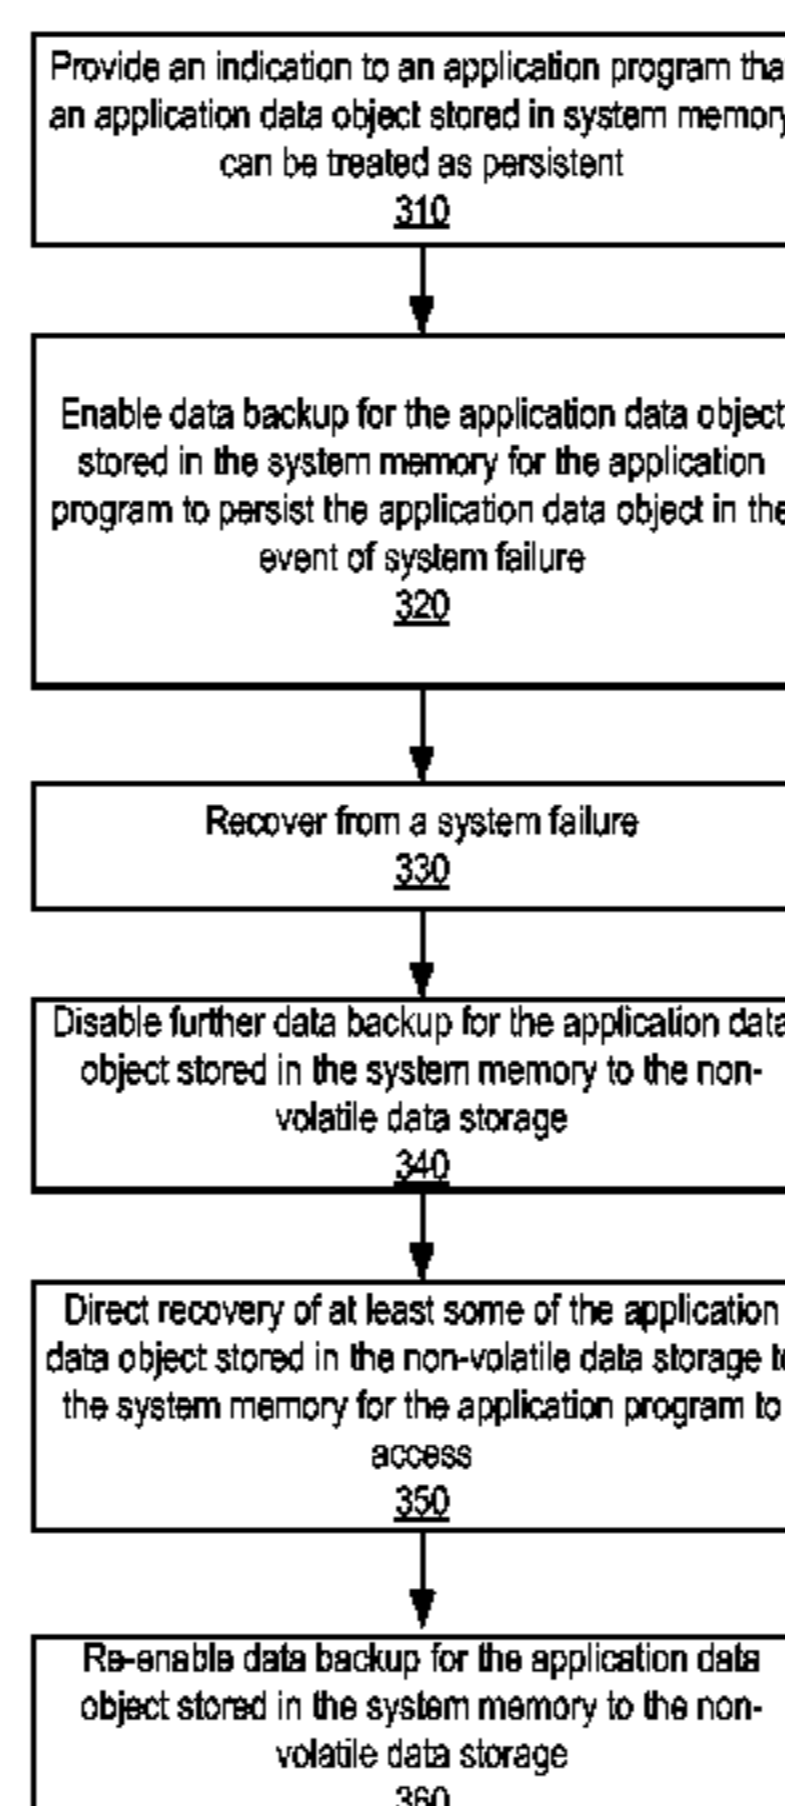 Provide an indication to an application program tha
an application data object stored in system memory
can be treated as persistent
310
Enable data backup for the application data object
stored in the system memory for the application
program to persist the application data object in the
event of system failure
320
Recover from a system failure
330
Disable further data backup for the application data
object stored in the system memory to the non-
volatile data storage
340
Direct recovery of at least some of the application
data object stored in the non-volatile data storage to
the system memory for the application program to
access
350
Re-enable data backup for the application data
object stored in the system memory to the non-
volatile data storage
360